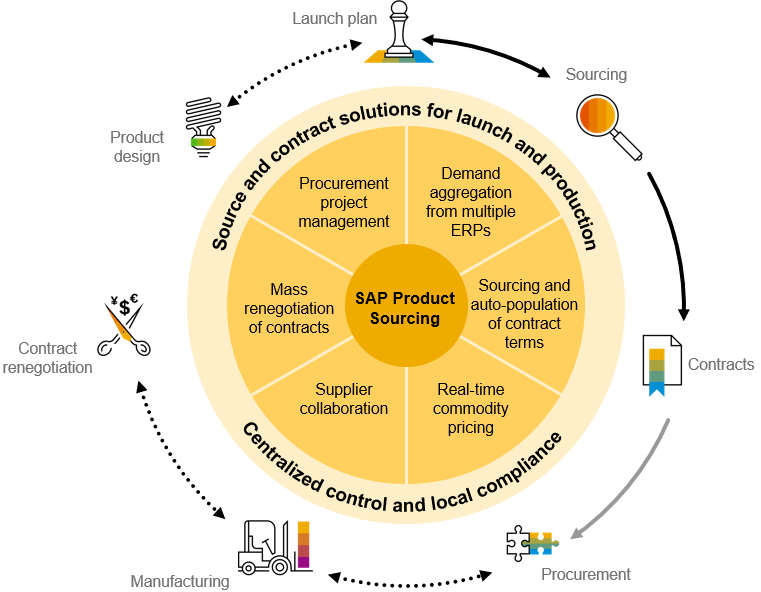 Launch plan
Sourcing
Product
design
Source and contract solutions for launch and production
Procurement
project
management
Demand
aggregation
from multiple
ERPs
Mass
renegotiation
of contracts
SAP Product
Sourcing
Sourcing and
auto-population
of contract
terms
¥$€
Contract
renegotiation
Contracts
Supplier
collaboration
Real-time
commodity
pricing
Centralized control and local compliance
Manufacturing
Procurement